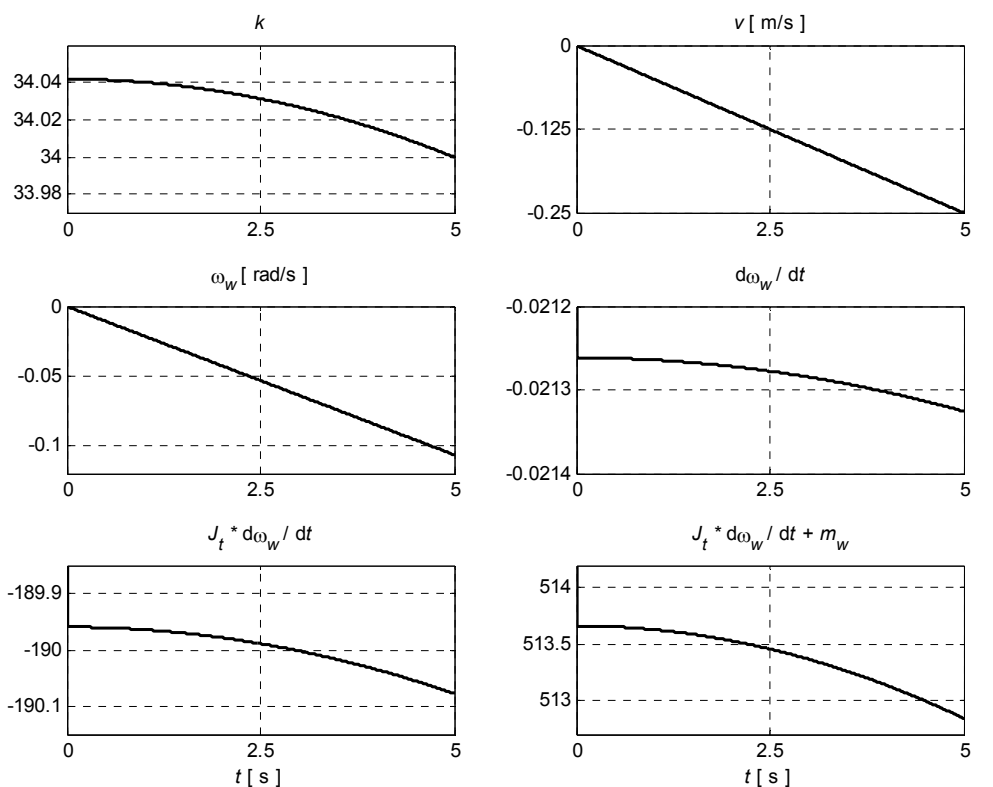 k
34.04
34.02
34
33.98
0 2.5 5
v [ m/s ]
0
-0.125
-0.25
0 2.5 5
ω_w [ rad/s ]
0
-0.05
-0.1
0 2.5 5
dω_w / dt
-0.0212
-0.0213
-0.0214
0 2.5 5
J_t * dω_w / dt
-189.9
-190
-190.1
0 2.5 5
t [ s ]
J_t * dω_w / dt + m_w
514
513.5
513
0 2.5 5
t [ s ]